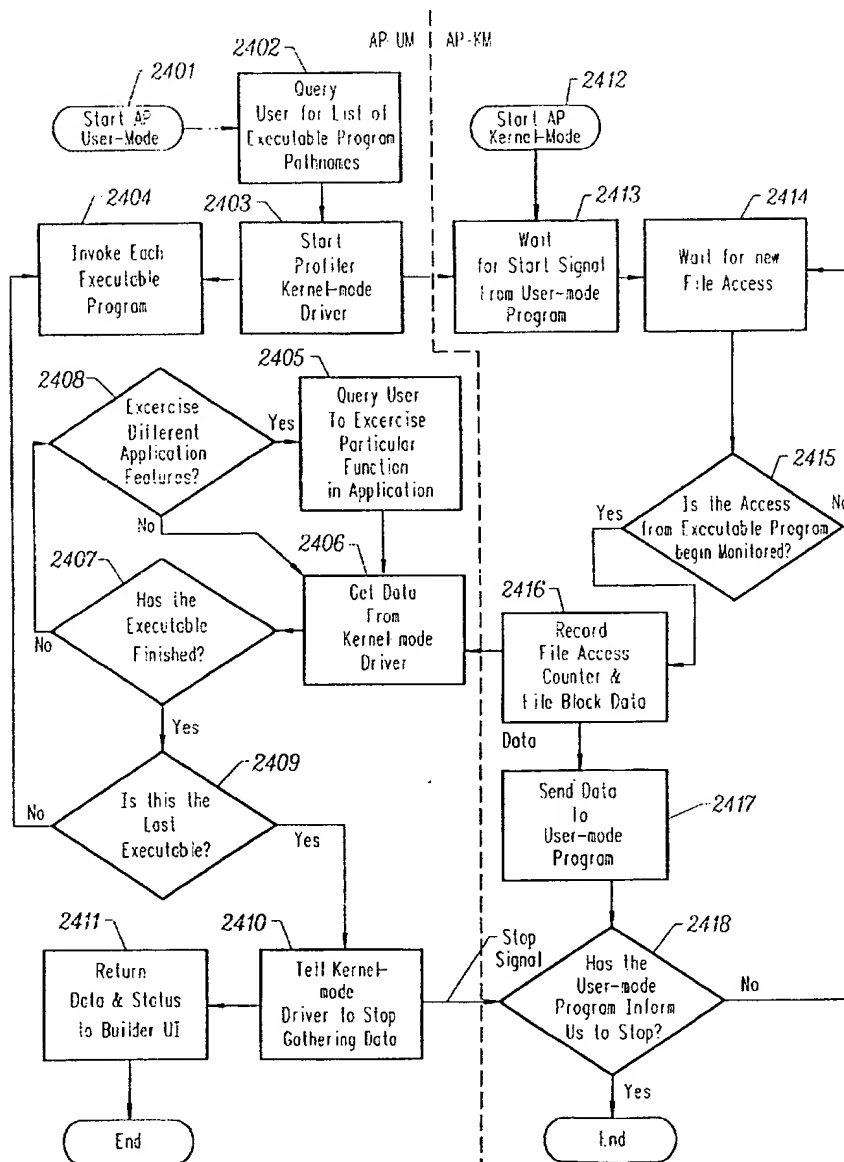 AP-UM
AP-KM
2401
Start AP
User-Mode
2402
Query
User for List of
Executable Program
Pathnames
2412
Start AP
Kernel-Mode
2404
Invoke Each
Executable
Program
2403
Start
Profiler
Kernel-mode
Driver
2413
Wait
for Start Signal
from User-mode
Program
2414
Wait for new
File Access
2408
Excercise
Different
Application
Features?
Yes
No
2405
Query User
To Excercise
Particular
Function
in Application
2415
Is the Access
from Executable Program
begin Monitored?
Yes
No
2407
Has the
Executable
Finished?
No
Yes
2406
Get Data
From
Kernel mode
Driver
2416
Record
File Access
Counter &
File Block Data
Data
2409
Is this the
Last
Executable?
No
Yes
2417
Send Data
To
User-mode
Program
2411
Return
Data & Status
to Builder UI
2410
Tell Kernel-
mode
Driver to Stop
Gathering Data
Stop
Signal
2418
Has the
User-mode
Program Inform
Us to Stop?
No
Yes
End
End